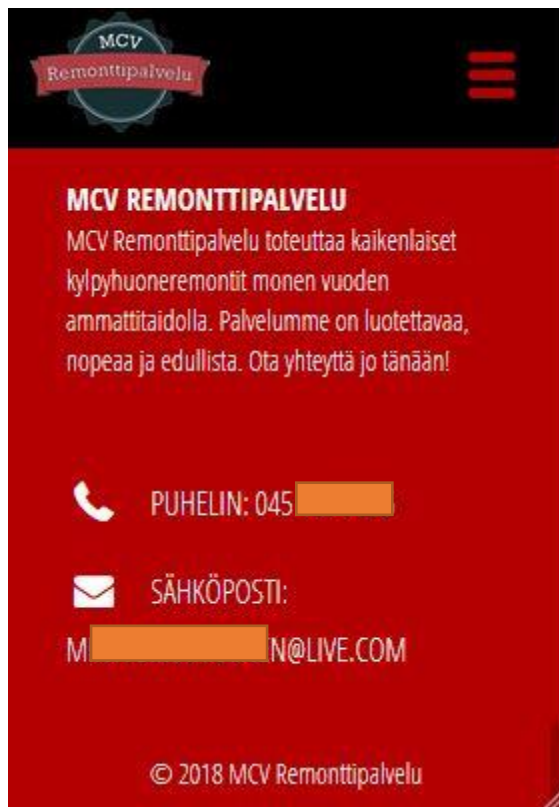 MCV
Remonttipalvelu
MCV REMONTTIPALVELU
MCV Remonttipalvelu toteuttaa kaikenlaiset
kylpyhuoneremontit monen vuoden
ammattitaidolla. Palvelumme on luotettavaa,
nopeaa ja edullista. Ota yhteyttä jo tänään!
PUHELIN: 045
SÄHKÖPOSTI:
M N@LIVE.COM
© 2018 MCV Remonttipalvelu